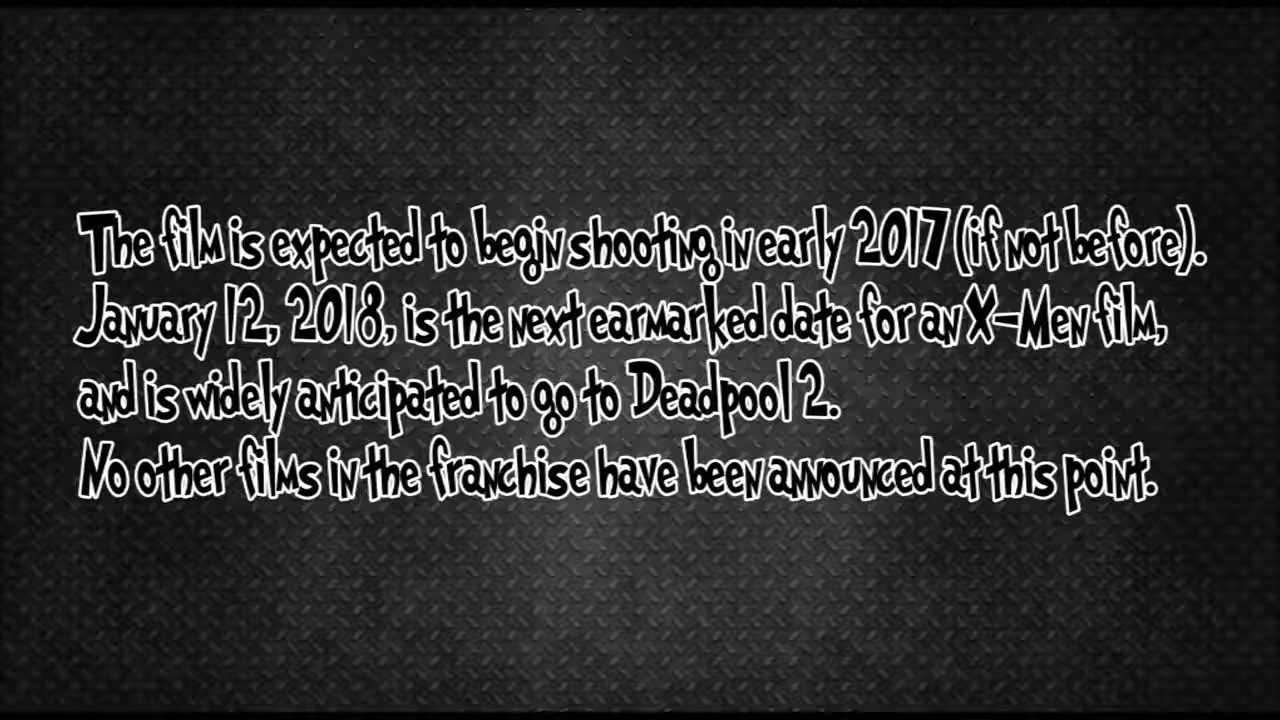 The film is expected to begin shooting in early 2017 (if not before).
January 12, 2018, is the next earmarked date for an X-Men film,
and is widely anticipated to go to Deadpool 2.
No other films in the franchise have been announced at this point.